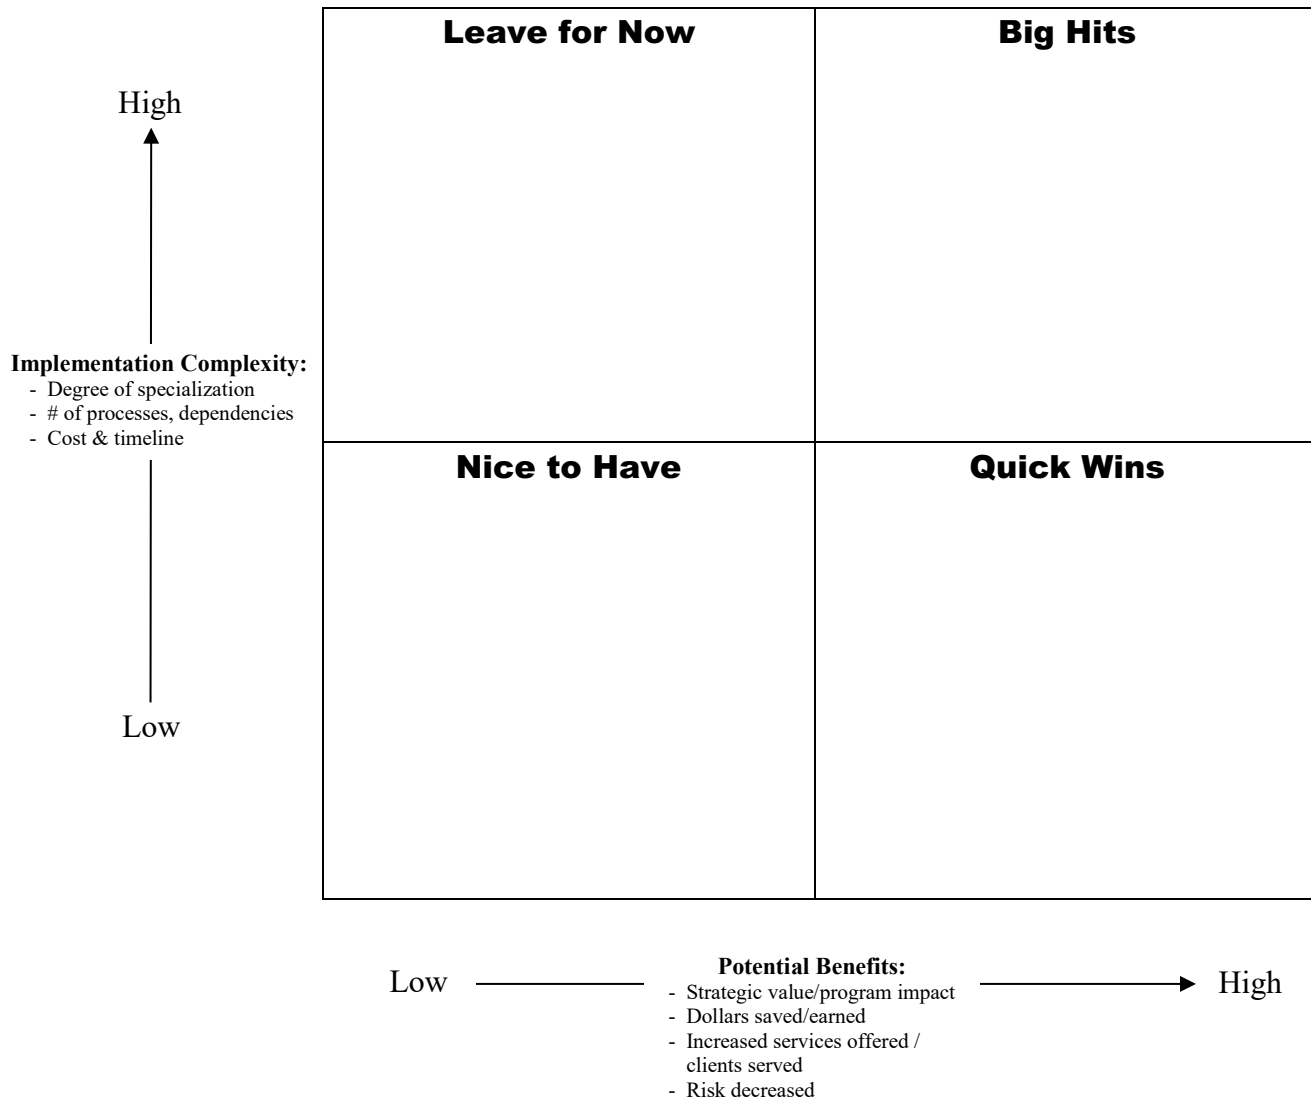 Leave for Now
Big Hits
High
Implementation Complexity:
- Degree of specialization
- # of processes, dependencies
- Cost & timeline
Nice to Have
Quick Wins
Low
Low
Potential Benefits:
- Strategic value/program impact
- Dollars saved/earned
- Increased services offered /
clients served
- Risk decreased
High